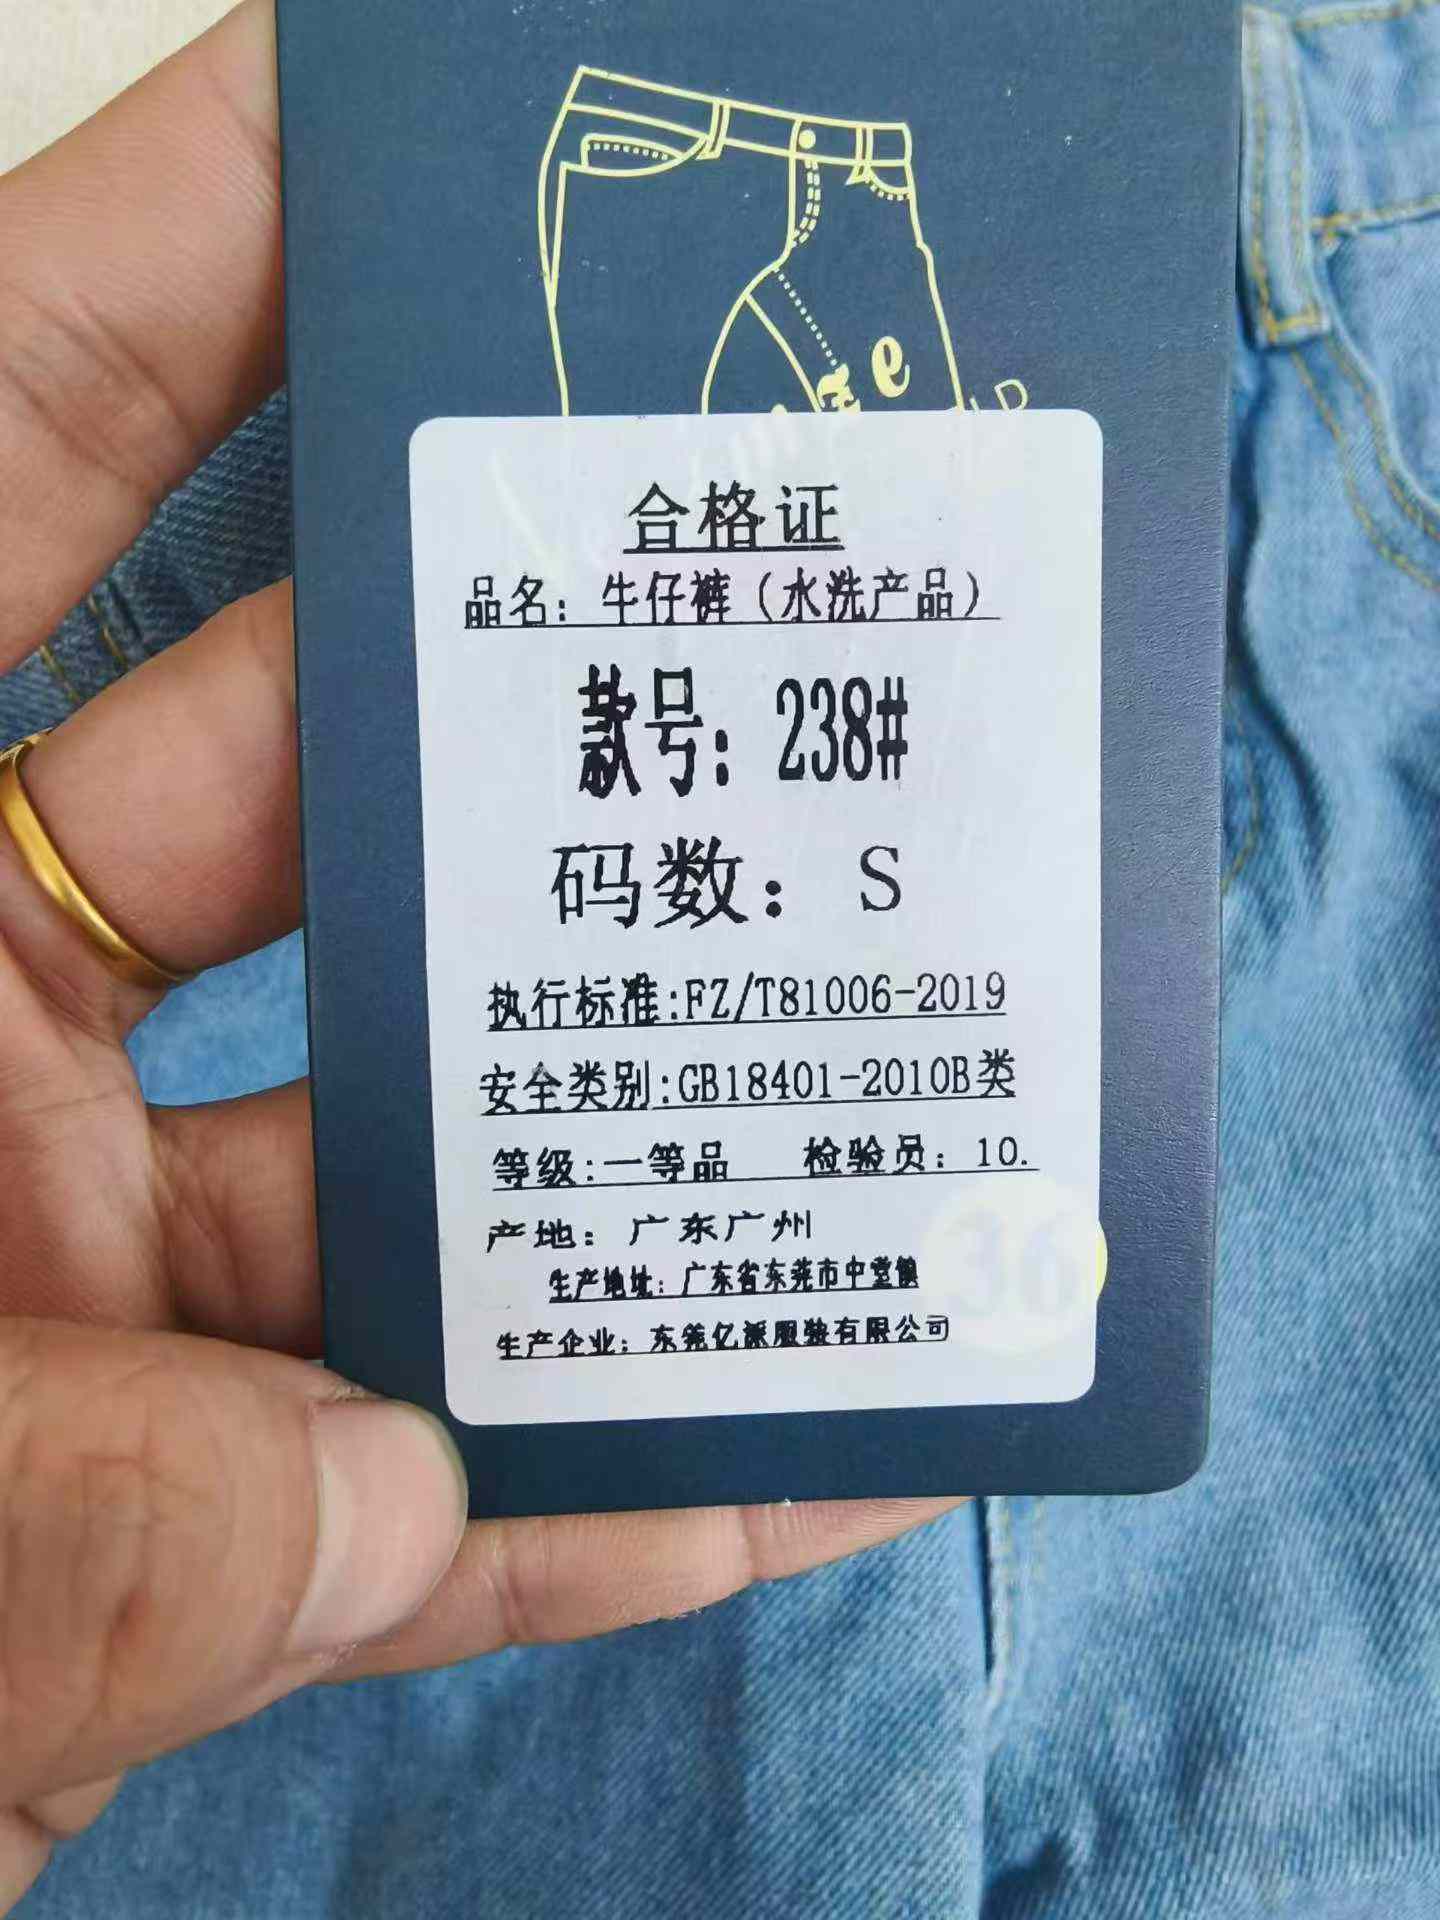 e
合格证
品名：牛仔裤（水洗产品）
款号：238#
码数：S
执行标准:FZ/T81006-2019
安全类别:GB18401-2010B类
等级:一等品 检验员：10.
产地：广东广州
生产地址：广东省东莞市中堂镇
生产企业：东莞亿派服装有限公司
36